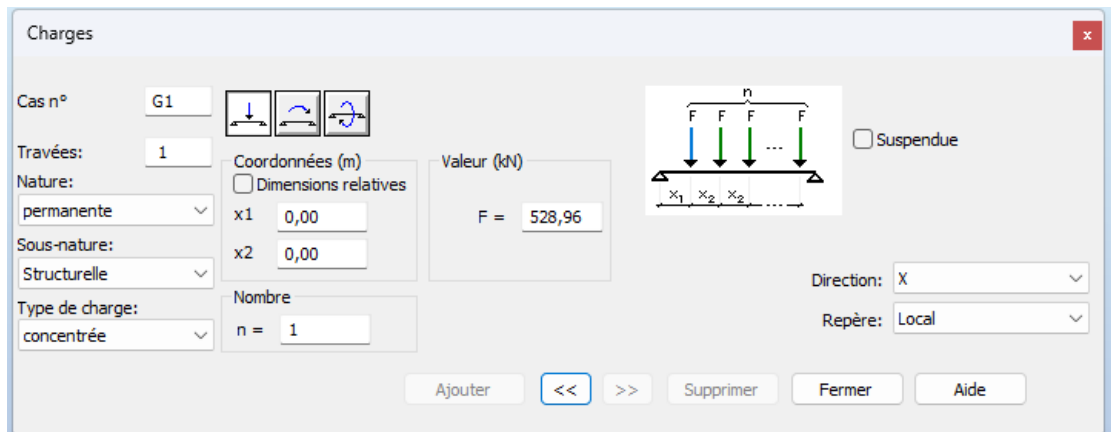 Charges
x
Cas n° G1
Travées: 1
Nature:
permanente
Sous-nature:
Structurelle
Type de charge:
concentrée
Coordonnées (m)
Dimensions relatives
x1 0,00
x2 0,00
Nombre
n = 1
Valeur (kN)
F = 528,96
n
F F F F
...
x1 x2 x2 ...
Suspendue
Direction: X
Repère: Local
Ajouter << >> Supprimer Fermer Aide